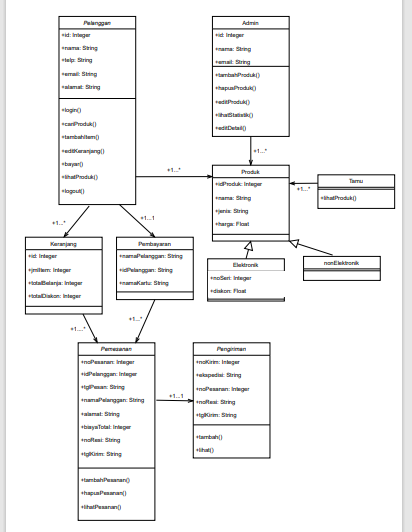 Pelanggan
+id: Integer
+nama: String
+telp: String
+email: String
+alamat: String
+login()
+cariProduk()
+tambahItem()
+editKeranjang()
+bayar()
+lihatProduk()
+logout()
Admin
+id: Integer
+nama: String
+email: String
+tambahProduk()
+hapusProduk()
+editProduk()
+lihatStatistik()
+editDetail()
+1...*
+1...*
Produk
+idProduk: Integer
+nama: String
+jenis: String
+harga: Float
+1...*
Tamu
+lihatProduk()
+1...*
+1...1
Keranjang
+id: Integer
+jmlItem: Integer
+totalBelanja: Integer
+totalDiskon: Integer
Pembayaran
+namaPelanggan: String
+idPelanggan: String
+namaKartu: String
Elektronik
+noSeri: Integer
+diskon: Float
nonElektronik
+1....*
+1...*
Pemesanan
+noPesanan: Integer
+idPelanggan: Integer
+tglPesan: String
+namaPelanggan: String
+alamat: String
+biayaTotal: Integer
+noResi: String
+tglKirim: String
+tambahPesanan()
+hapusPesanan()
+lihatPesanan()
+1...1
Pengiriman
+noKirim: Integer
+ekspedisi: String
+noPesanan: Integer
+noResi: String
+tglKirim: String
+tambah()
+lihat()